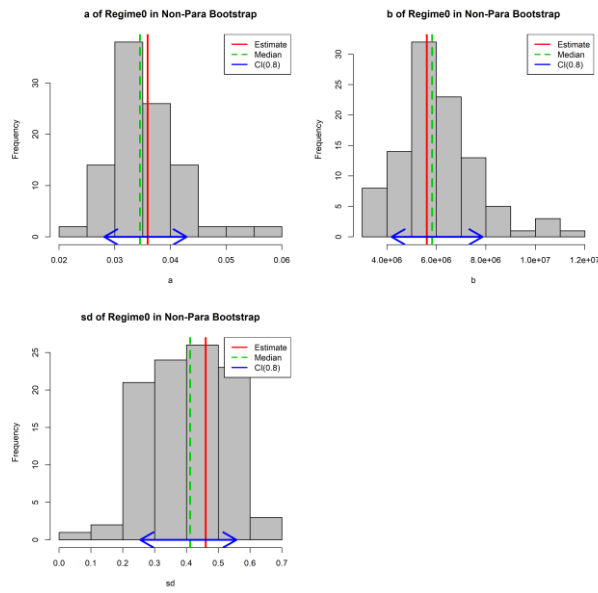 a of Regime0 in Non-Para Bootstrap
Estimate
Median
CI(0.8)
Frequency
30
20
10
0
0.02 0.03 0.04 0.05 0.06
a
b of Regime0 in Non-Para Bootstrap
Estimate
Median
CI(0.8)
Frequency
30
25
20
15
10
5
0
4.0e+06 6.0e+06 8.0e+06 1.0e+07 1.2e+07
b
sd of Regime0 in Non-Para Bootstrap
Estimate
Median
CI(0.8)
Frequency
25
20
15
10
5
0
0.0 0.1 0.2 0.3 0.4 0.5 0.6 0.7
sd